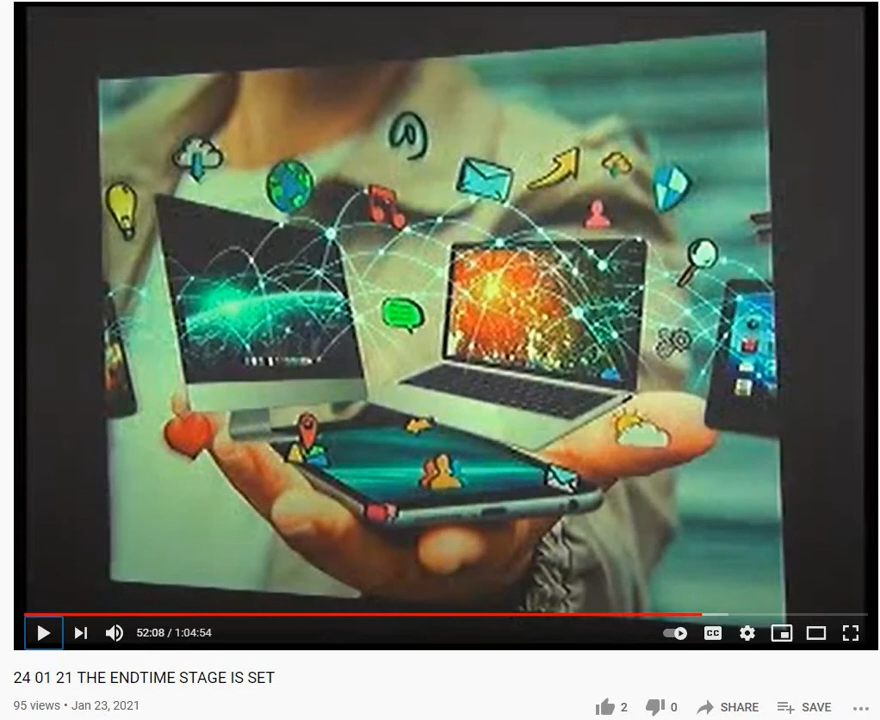 52:08 / 1:04:54
CC
24 01 21 THE ENDTIME STAGE IS SET
95 views • Jan 23, 2021
2
0
SHARE
SAVE